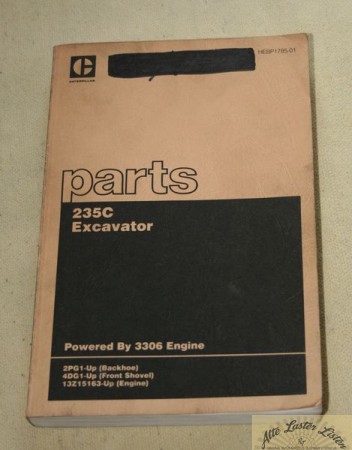 HEBP1785-01
C
CATERPILLAR
parts
235C
Excavator
Powered By 3306 Engine
2PG1-Up (Backhoe)
4DG1-Up (Front Shovel)
13Z15163-Up (Engine)
Alte Laster Listen